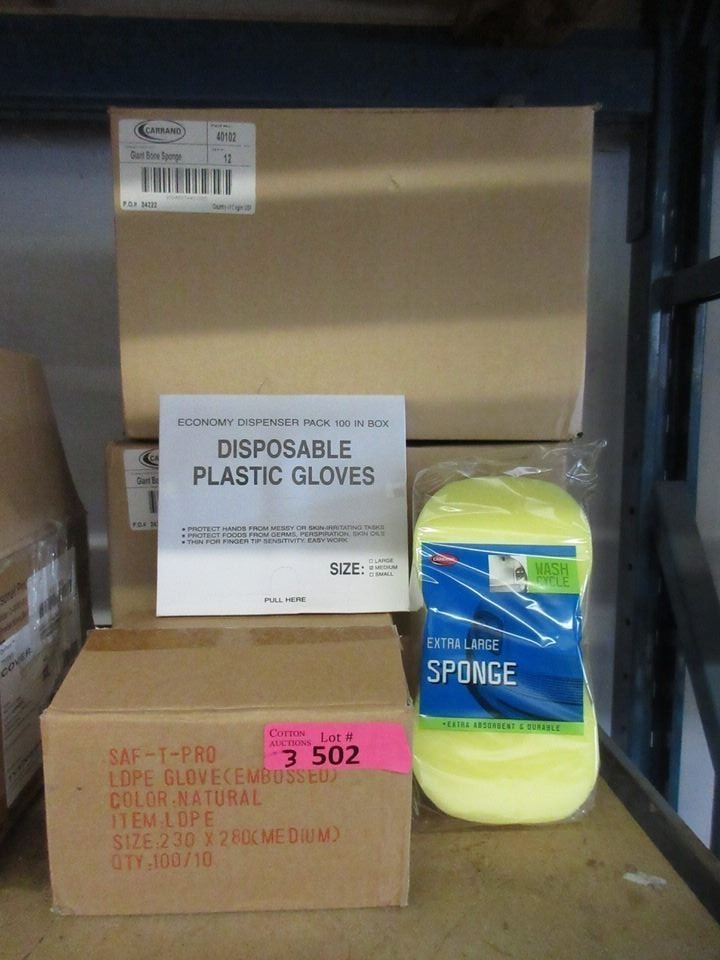 CARRAND
40102
Giant Bone Sponge
12
P.O.# 34222
ECONOMY DISPENSER PACK 100 IN BOX
DISPOSABLE
PLASTIC GLOVES
• PROTECT HANDS FROM MESSY OR SKIN-IRRITATING TASKS
• PROTECT FOODS FROM GERMS, PERSPIRATION, SKIN OILS
• THIN FOR FINGER TIP SENSITIVITY, EASY WORK
SIZE:
LARGE
MEDIUM
SMALL
PULL HERE
Giant
P.O.#
CARRAND
WASH
CYCLE
EXTRA LARGE
SPONGE
•EXTRA ABSORBENT & DURABLE
COTTON
AUCTIONS
Lot #
3 502
SAF-T-PRO
LDPE GLOVE(EMBOSSED)
COLOR:NATURAL
ITEM:LDPE
SIZE:230 X 280(MEDIUM)
QTY:100/10
COVER